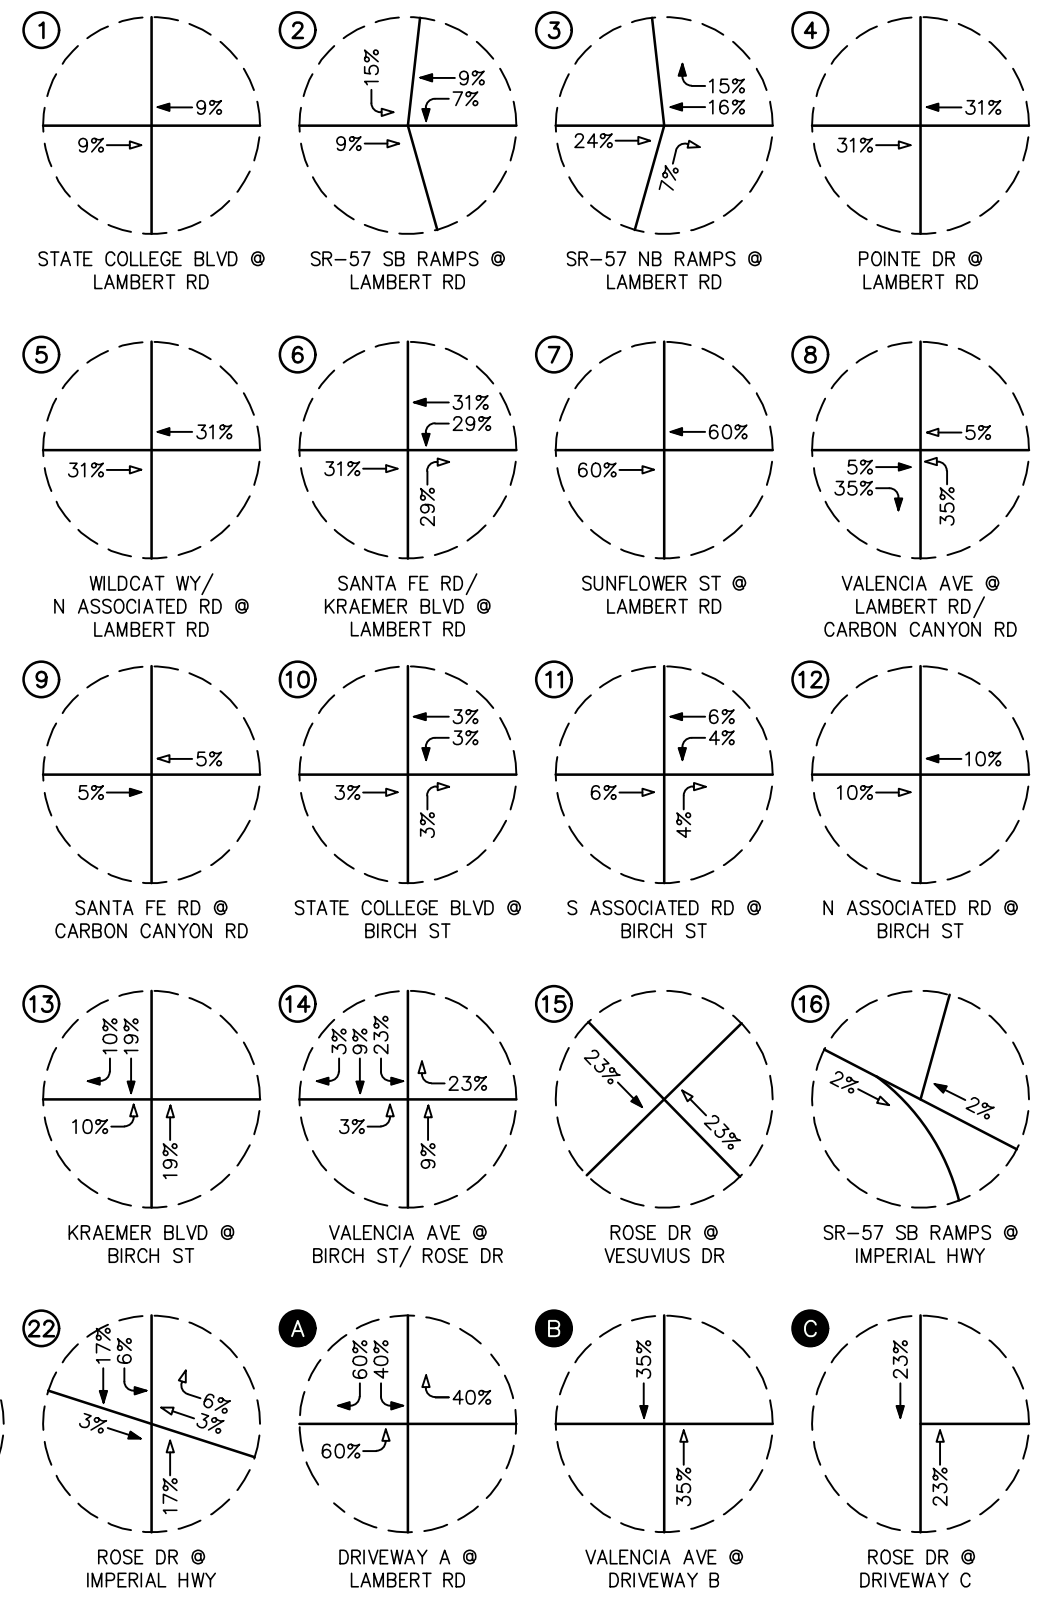 1
9%
9%
STATE COLLEGE BLVD @
LAMBERT RD
2
15%
9%
7%
9%
SR-57 SB RAMPS @
LAMBERT RD
3
15%
16%
24%
7%
SR-57 NB RAMPS @
LAMBERT RD
4
31%
31%
POINTE DR @
LAMBERT RD
5
31%
31%
WILDCAT WY/
N ASSOCIATED RD @
LAMBERT RD
6
31%
29%
31%
29%
SANTA FE RD/
KRAEMER BLVD @
LAMBERT RD
7
60%
60%
SUNFLOWER ST @
LAMBERT RD
8
5%
5%
35%
35%
VALENCIA AVE @
LAMBERT RD/
CARBON CANYON RD
9
5%
5%
SANTA FE RD @
CARBON CANYON RD
10
3%
3%
3%
3%
STATE COLLEGE BLVD @
BIRCH ST
11
6%
4%
6%
4%
S ASSOCIATED RD @
BIRCH ST
12
10%
10%
N ASSOCIATED RD @
BIRCH ST
13
10%
19%
10%
19%
KRAEMER BLVD @
BIRCH ST
14
3%
9%
23%
23%
3%
9%
VALENCIA AVE @
BIRCH ST/ ROSE DR
15
23%
23%
ROSE DR @
VESUVIUS DR
16
2%
2%
SR-57 SB RAMPS @
IMPERIAL HWY
22
17%
6%
6%
3%
3%
17%
ROSE DR @
IMPERIAL HWY
A
60%
40%
40%
60%
DRIVEWAY A @
LAMBERT RD
B
35%
35%
VALENCIA AVE @
DRIVEWAY B
C
23%
23%
ROSE DR @
DRIVEWAY C